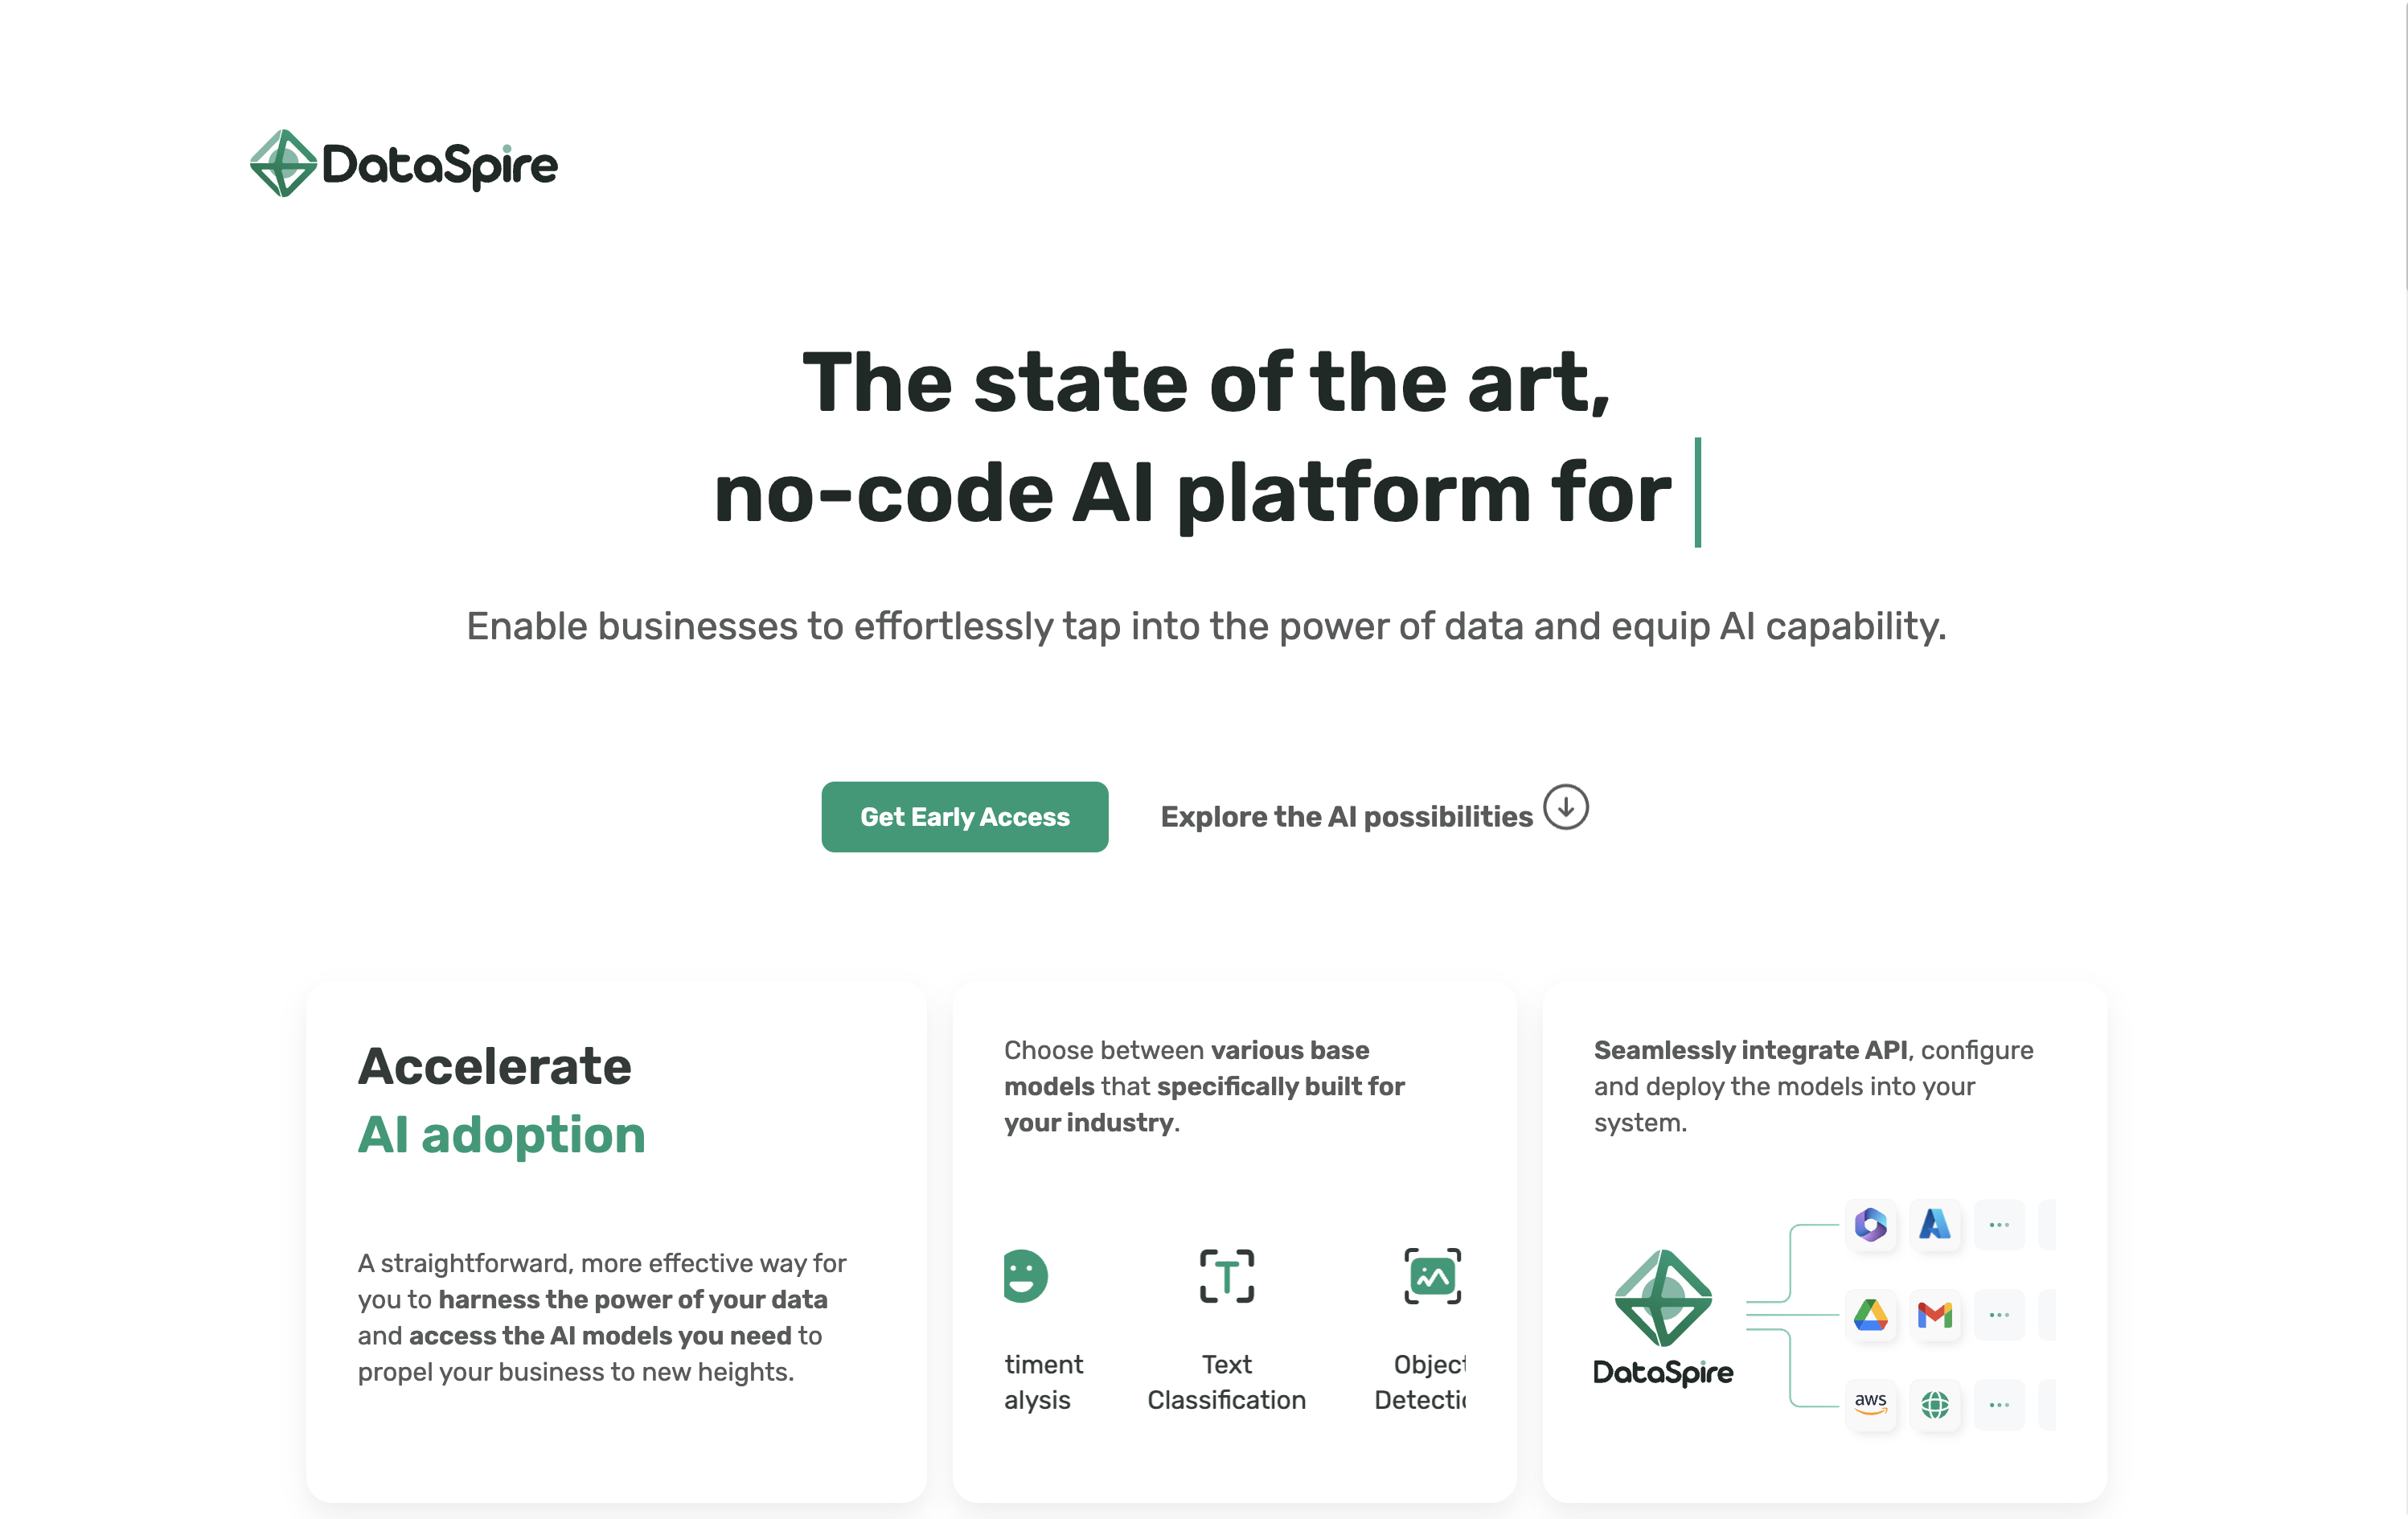 DataSpire
The state of the art,
no-code AI platform for
Enable businesses to effortlessly tap into the power of data and equip AI capability.
Get Early Access
Explore the AI possibilities
Accelerate
AI adoption
A straightforward, more effective way for
you to harness the power of your data
and access the AI models you need to
propel your business to new heights.
Choose between various base
models that specifically built for
your industry.
timent
alysis
Text
Classification
Object
Detectio
Seamlessly integrate API, configure
and deploy the models into your
system.
DataSpire
aws